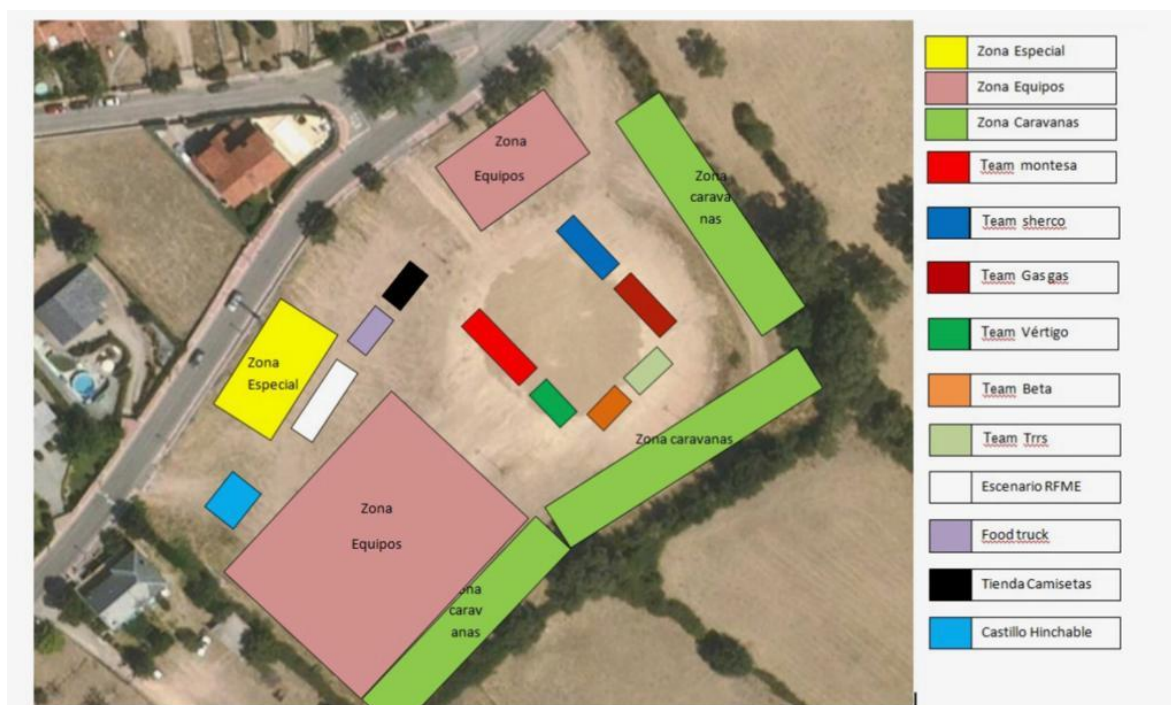 Zona
Equipos
Zona
carava
nas
Zona
Especial
Zona caravanas
Zona
Equipos
carav
anas
Zona Especial
Zona Equipos
Zona Caravanas
Team montesa
Team sherco
Team Gas gas
Team Vértigo
Team Beta
Team Trrs
Escenario RFME
Food truck
Tienda Camisetas
Castillo Hinchable